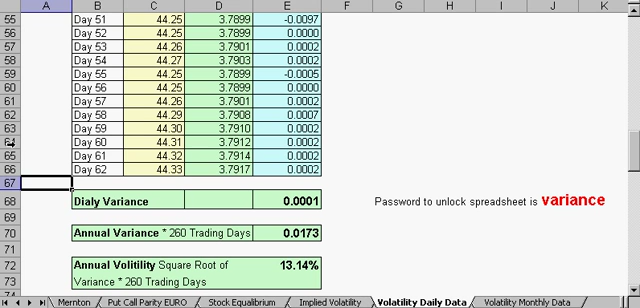 A B C D E F G H I J K
55 Day 51 44.25 3.7899 -0.0097
56 Day 52 44.25 3.7899 0.0000
57 Day 53 44.26 3.7901 0.0002
58 Day 54 44.27 3.7903 0.0002
59 Day 55 44.25 3.7899 -0.0005
60 Day 56 44.25 3.7899 0.0000
61 Day 57 44.26 3.7901 0.0002
62 Day 58 44.29 3.7908 0.0007
63 Day 59 44.30 3.7910 0.0002
64 Day 60 44.31 3.7912 0.0002
65 Day 61 44.32 3.7914 0.0002
66 Day 62 44.33 3.7917 0.0002
67
68 Dialy Variance 0.0001 Password to unlock spreadsheet is variance
69
70 Annual Variance * 260 Trading Days 0.0173
71
72 Annual Volitility Square Root of 13.14%
73 Variance * 260 Trading Days
74
Mernton Put Call Parity EURO Stock Equilibrium Implied Volatility Volatility Daily Data Volatility Monthly Data